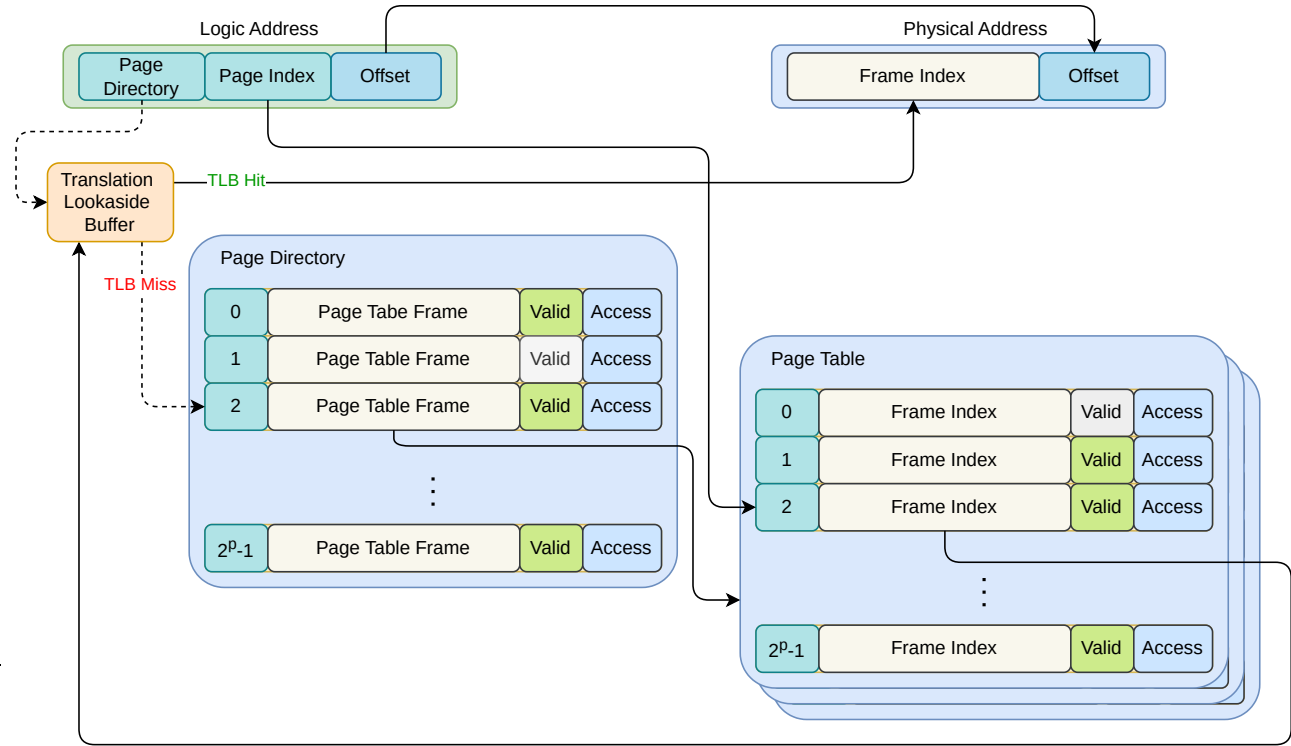 Logic Address
Physical Address
Page
Directory
Page Index
Offset
Frame Index
Offset
Translation
Lookaside
Buffer
TLB Hit
TLB Miss
Page Directory
0 Page Tabe Frame Valid Access
1 Page Table Frame Valid Access
2 Page Table Frame Valid Access
⋮
2ᵖ-1 Page Table Frame Valid Access
Page Table
0 Frame Index Valid Access
1 Frame Index Valid Access
2 Frame Index Valid Access
⋮
2ᵖ-1 Frame Index Valid Access